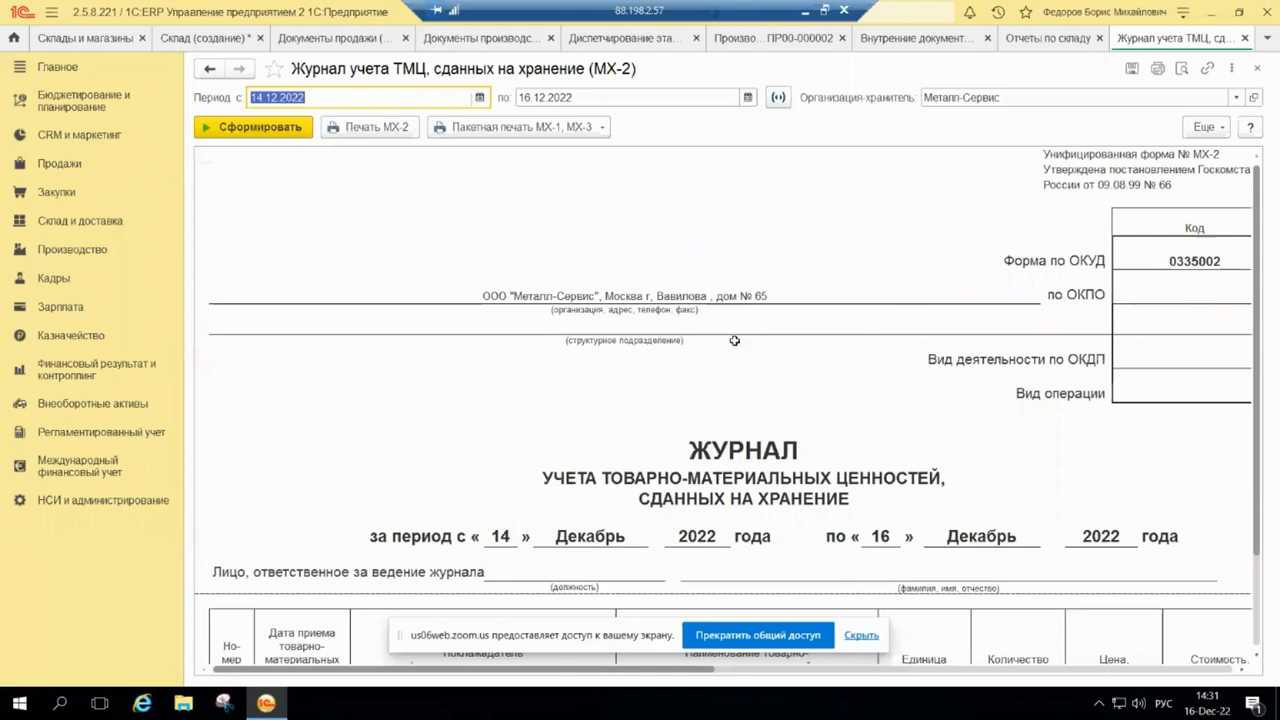 2.5.8.221 / 1C:ERP Управление предприятием 2 1С:Предприятие
88.198.2.57
Федоров Борис Михайлович
Склады и магазины
Склад (создание) *
Документы продажи (...
Документы производс...
Диспетчирование эта...
Произво... ПР00-000002
Внутренние документ...
Отчеты по складу
Журнал учета ТМЦ, сд...
Главное
Бюджетирование и
планирование
CRM и маркетинг
Продажи
Закупки
Склад и доставка
Производство
Кадры
Зарплата
Казначейство
Финансовый результат и
контроллинг
Внеоборотные активы
Регламентированный учет
Международный
финансовый учет
НСИ и администрирование
Журнал учета ТМЦ, сданных на хранение (МХ-2)
Период с: 14.12.2022 по: 16.12.2022 Организация-хранитель: Металл-Сервис
Сформировать Печать МХ-2 Пакетная печать МХ-1, МХ-3 Еще ?
Унифицированная форма № МХ-2
Утверждена постановлением Госкомста
России от 09.08.99 № 66
Код
Форма по ОКУД 0335002
ООО "Металл-Сервис", Москва г, Вавилова , дом № 65 по ОКПО
(организация, адрес, телефон, факс)
(структурное подразделение)
Вид деятельности по ОКДП
Вид операции
ЖУРНАЛ
УЧЕТА ТОВАРНО-МАТЕРИАЛЬНЫХ ЦЕННОСТЕЙ,
СДАННЫХ НА ХРАНЕНИЕ
за период с « 14 » Декабрь 2022 года по « 16 » Декабрь 2022 года
Лицо, ответственное за ведение журнала
(должность) (фамилия, имя, отчество)
Но-
мер
Дата приема
товарно-
материальных
Поклажедатель
Наименование товарно-
Единица
Количество
Цена,
Стоимость,
us06web.zoom.us предоставляет доступ к вашему экрану. Прекратить общий доступ Скрыть
РУС
14:31
16-Dec-22
1